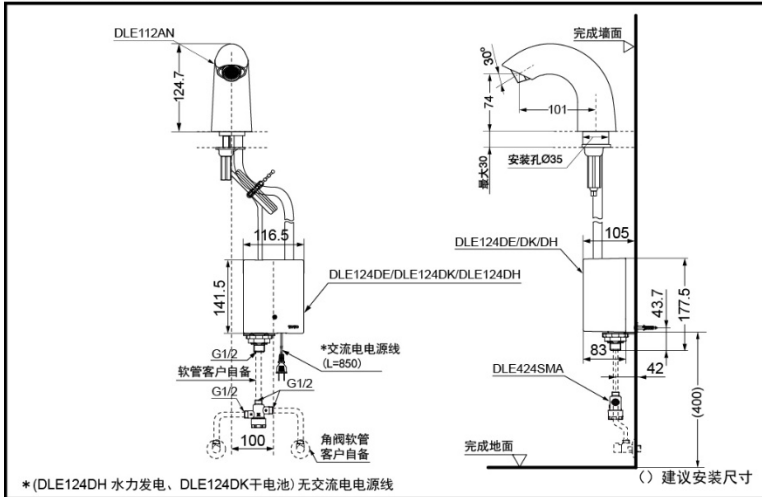 DLE112AN
124.7
116.5
141.5
DLE124DE/DLE124DK/DLE124DH
G1/2
*交流电电源线
(L=850)
软管客户自备
G1/2
G1/2
100
角阀软管
客户自备
*(DLE124DH 水力发电、DLE124DK干电池)无交流电电源线
完成墙面
30°
74
101
最大30
安装孔Ø35
105
DLE124DE/DK/DH
43.7
177.5
83
42
DLE424SMA
(400)
完成地面
()建议安装尺寸